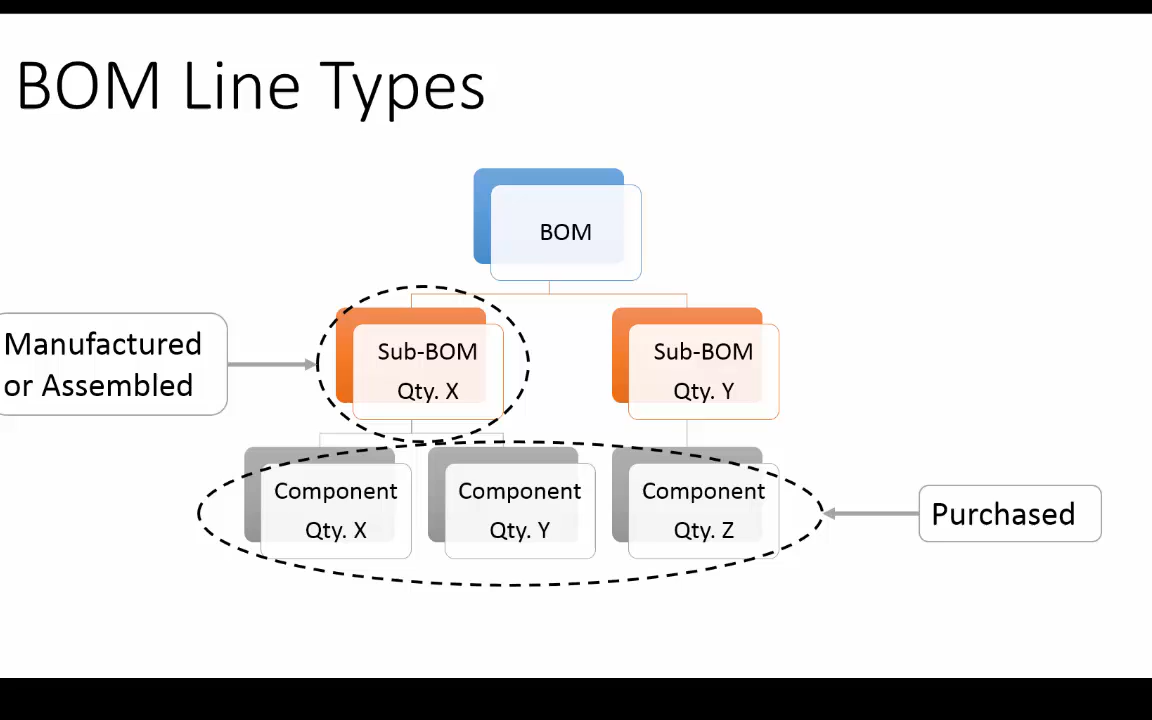 BOM Line Types
BOM
Manufactured
or Assembled
Sub-BOM
Qty. X
Sub-BOM
Qty. Y
Component
Qty. X
Component
Qty. Y
Component
Qty. Z
Purchased